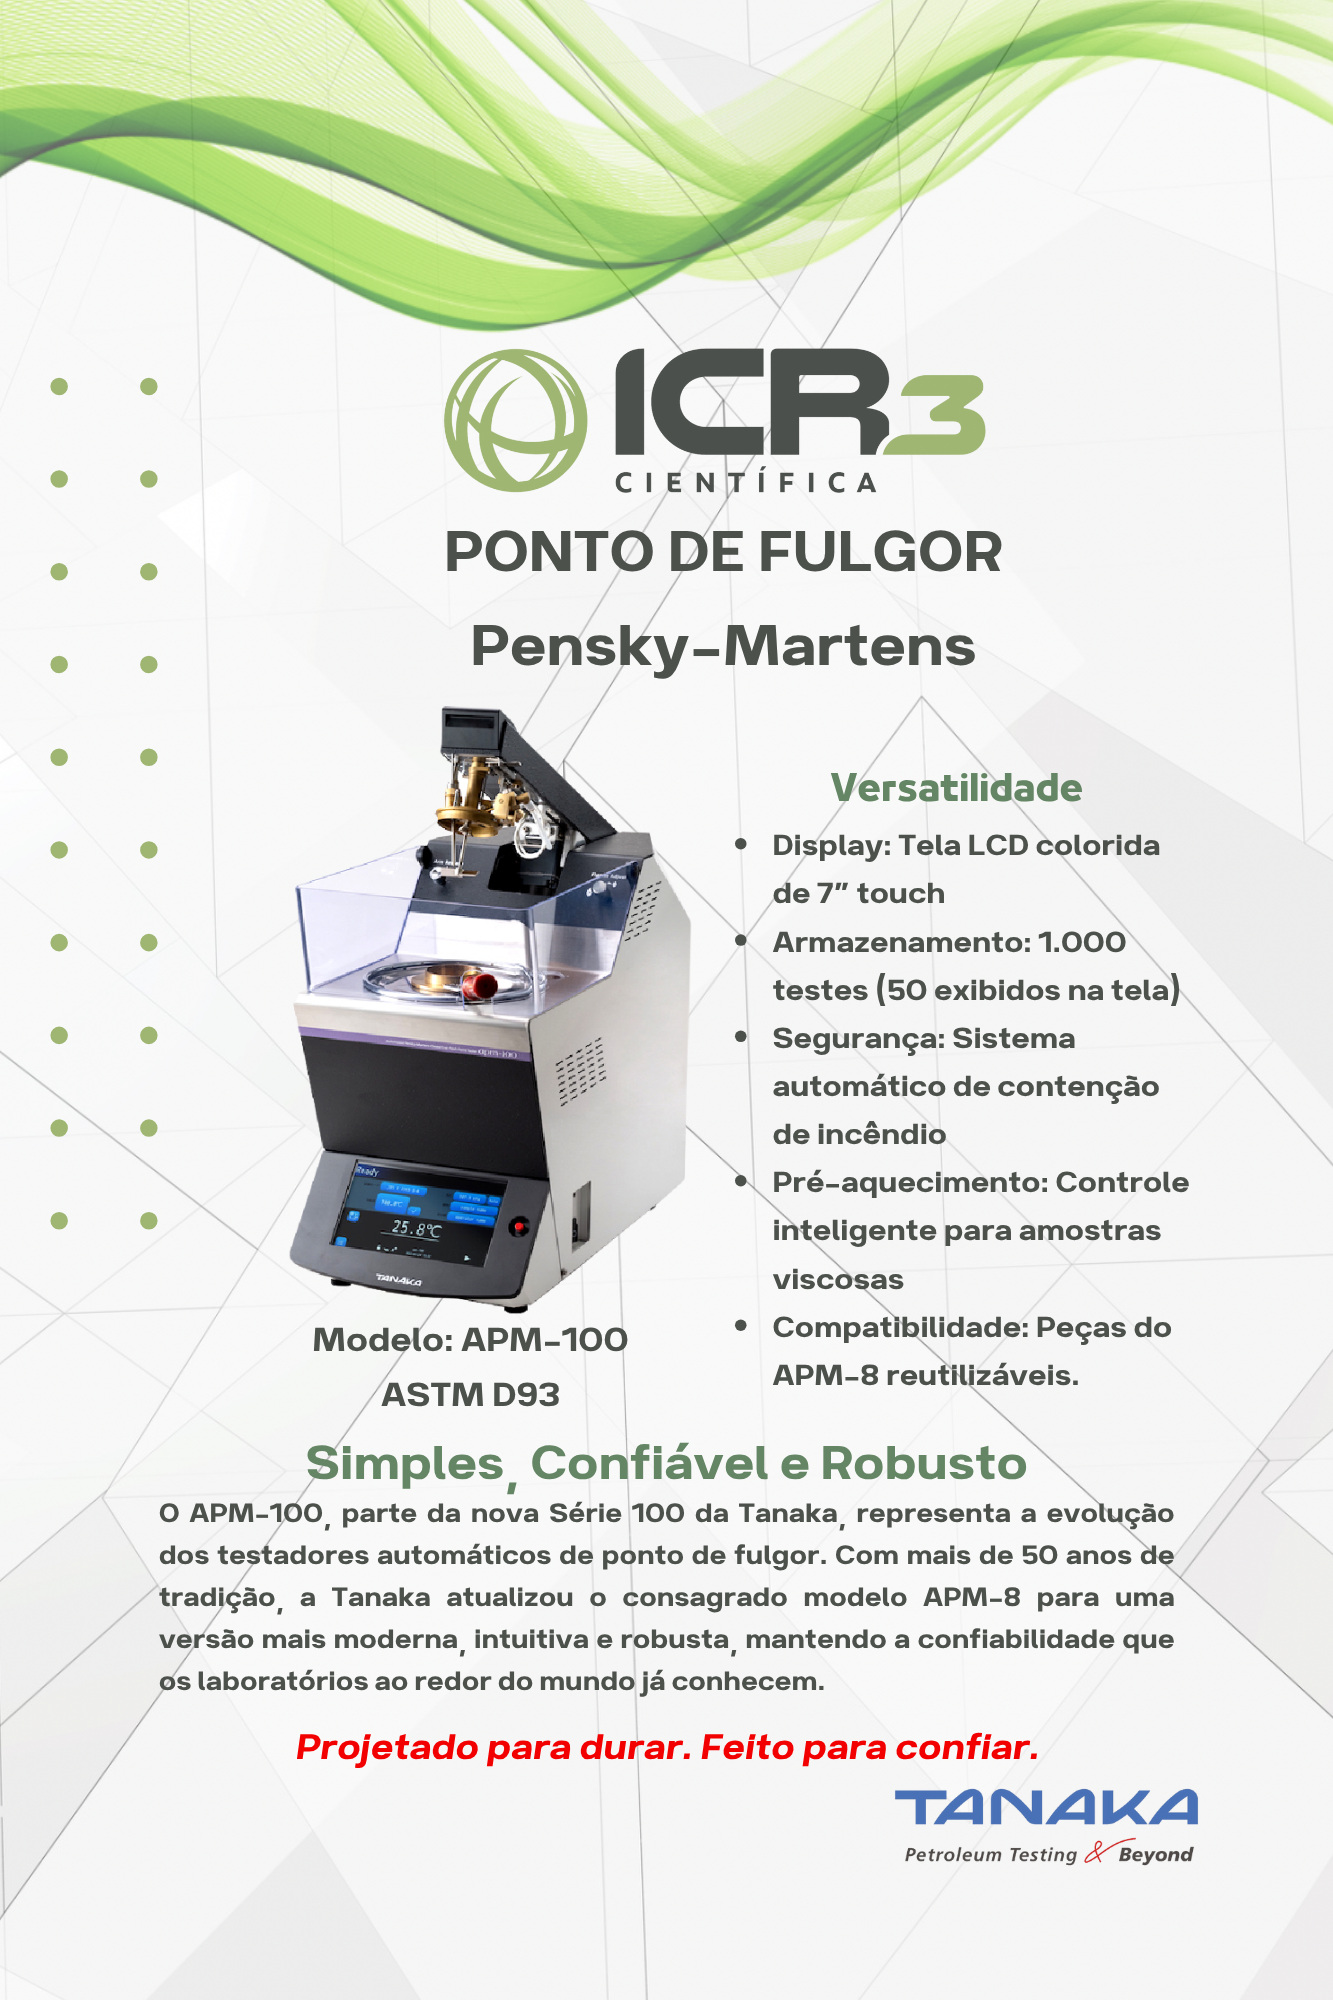 ICR3
CIENTÍFICA
PONTO DE FULGOR
Pensky-Martens
Versatilidade
• Display: Tela LCD colorida
de 7” touch
• Armazenamento: 1.000
testes (50 exibidos na tela)
• Segurança: Sistema
automático de contenção
de incêndio
• Pré-aquecimento: Controle
inteligente para amostras
viscosas
• Compatibilidade: Peças do
APM-8 reutilizáveis.
apm-100
Ready
25.8°C
TANAKA
Modelo: APM-100
ASTM D93
Simples, Confiável e Robusto
O APM-100, parte da nova Série 100 da Tanaka, representa a evolução
dos testadores automáticos de ponto de fulgor. Com mais de 50 anos de
tradição, a Tanaka atualizou o consagrado modelo APM-8 para uma
versão mais moderna, intuitiva e robusta, mantendo a confiabilidade que
os laboratórios ao redor do mundo já conhecem.
Projetado para durar. Feito para confiar.
TANAKA
Petroleum Testing & Beyond